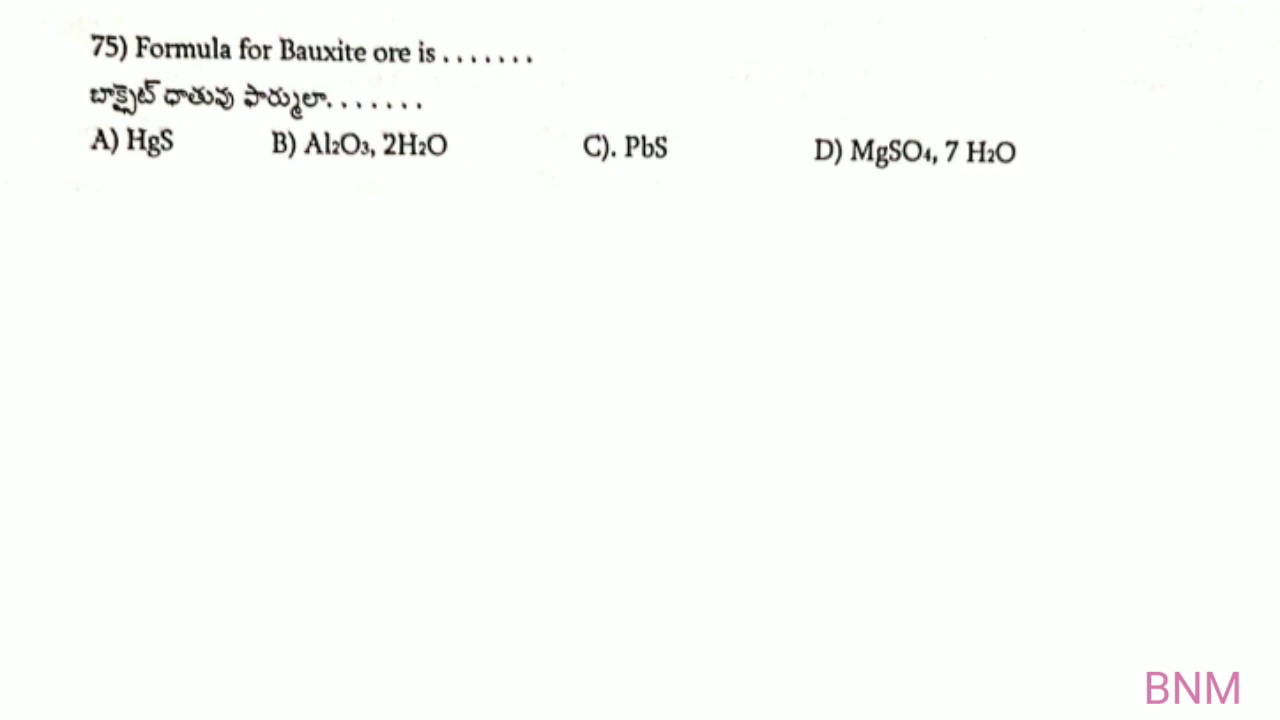 75) Formula for Bauxite ore is . . . . . . .
బాక్సైట్ ధాతువు ఫార్ములా. . . . . . .
A) HgS B) Al₂O₃, 2H₂O C). PbS D) MgSO₄, 7 H₂O
BNM